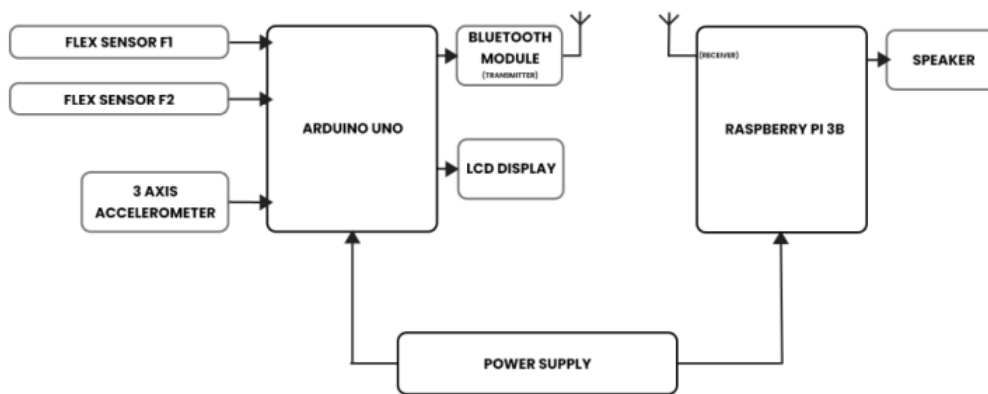 FLEX SENSOR F1
FLEX SENSOR F2
3 AXIS
ACCELEROMETER
ARDUINO UNO
BLUETOOTH
MODULE
(TRANSMITTER)
LCD DISPLAY
(RECEIVER)
RASPBERRY PI 3B
SPEAKER
POWER SUPPLY